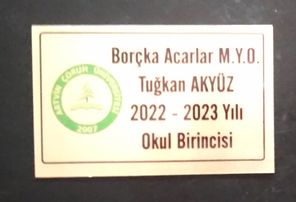 Borçka Acarlar M.Y.O.
Tuğkan AKYÜZ
2022 - 2023 Yılı
Okul Birincisi
ARTVİN ÇORUH ÜNİVERSİTESİ
2007